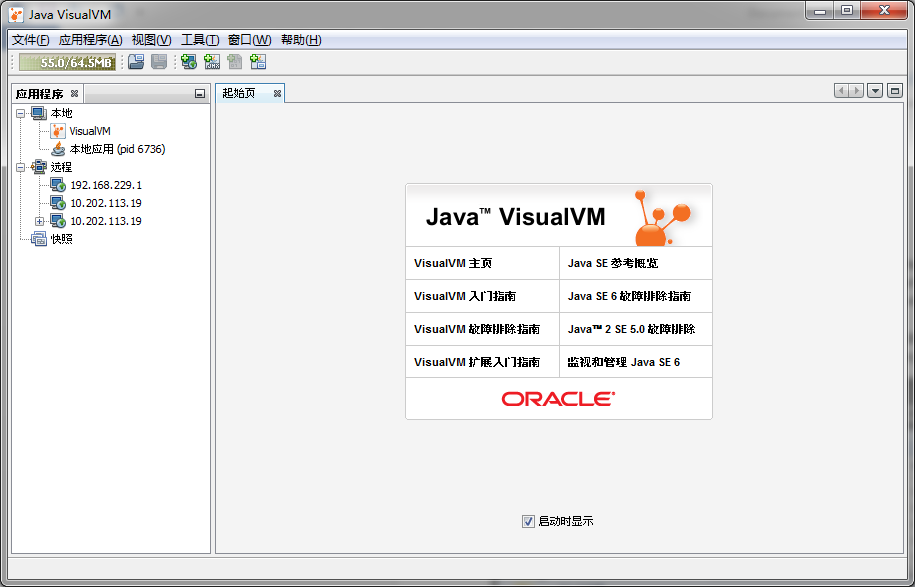 Java VisualVM
文件(F) 应用程序(A) 视图(V) 工具(T) 窗口(W) 帮助(H)
55.0/64.5MB
应用程序
本地
VisualVM
本地应用 (pid 6736)
远程
192.168.229.1
10.202.113.19
10.202.113.19
快照
起始页
Java™ VisualVM
VisualVM 主页
Java SE 参考概览
VisualVM 入门指南
Java SE 6 故障排除指南
VisualVM 故障排除指南
Java™ 2 SE 5.0 故障排除
VisualVM 扩展入门指南
监视和管理 Java SE 6
ORACLE
启动时显示